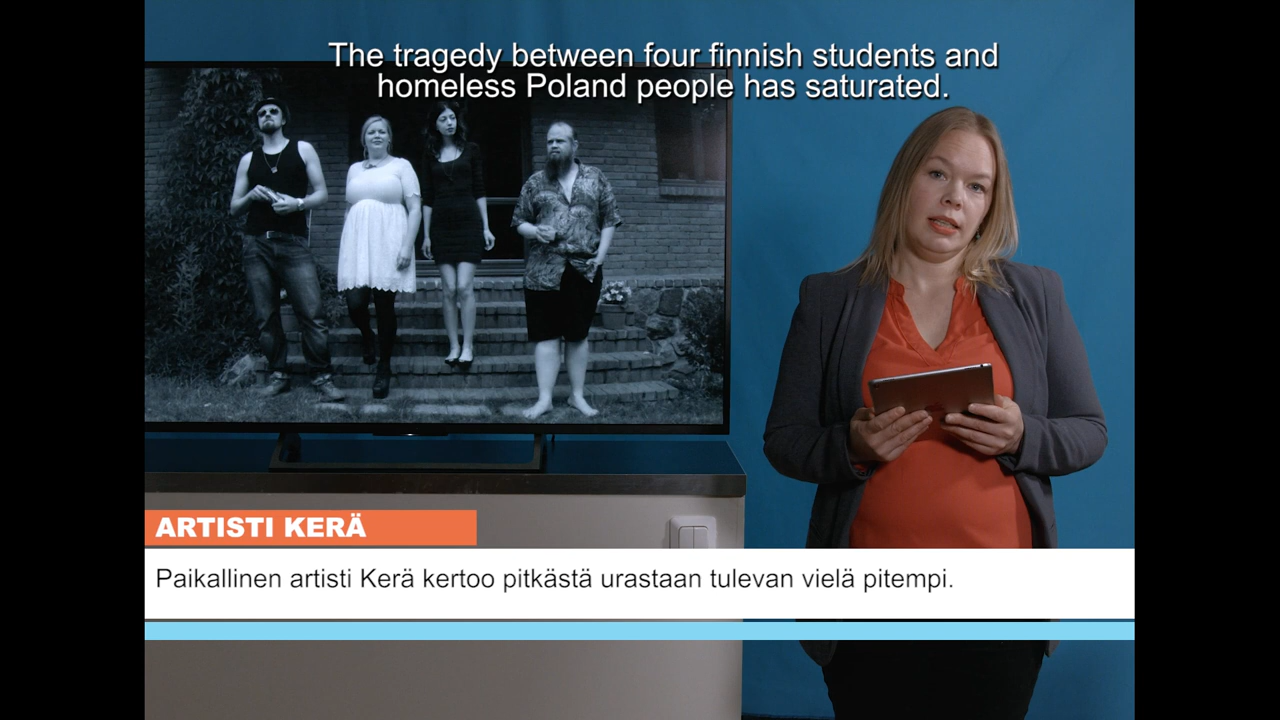 The tragedy between four finnish students and
homeless Poland people has saturated.
ARTISTI KERÄ
Paikallinen artisti Kerä kertoo pitkästä urastaan tulevan vielä pitempi.